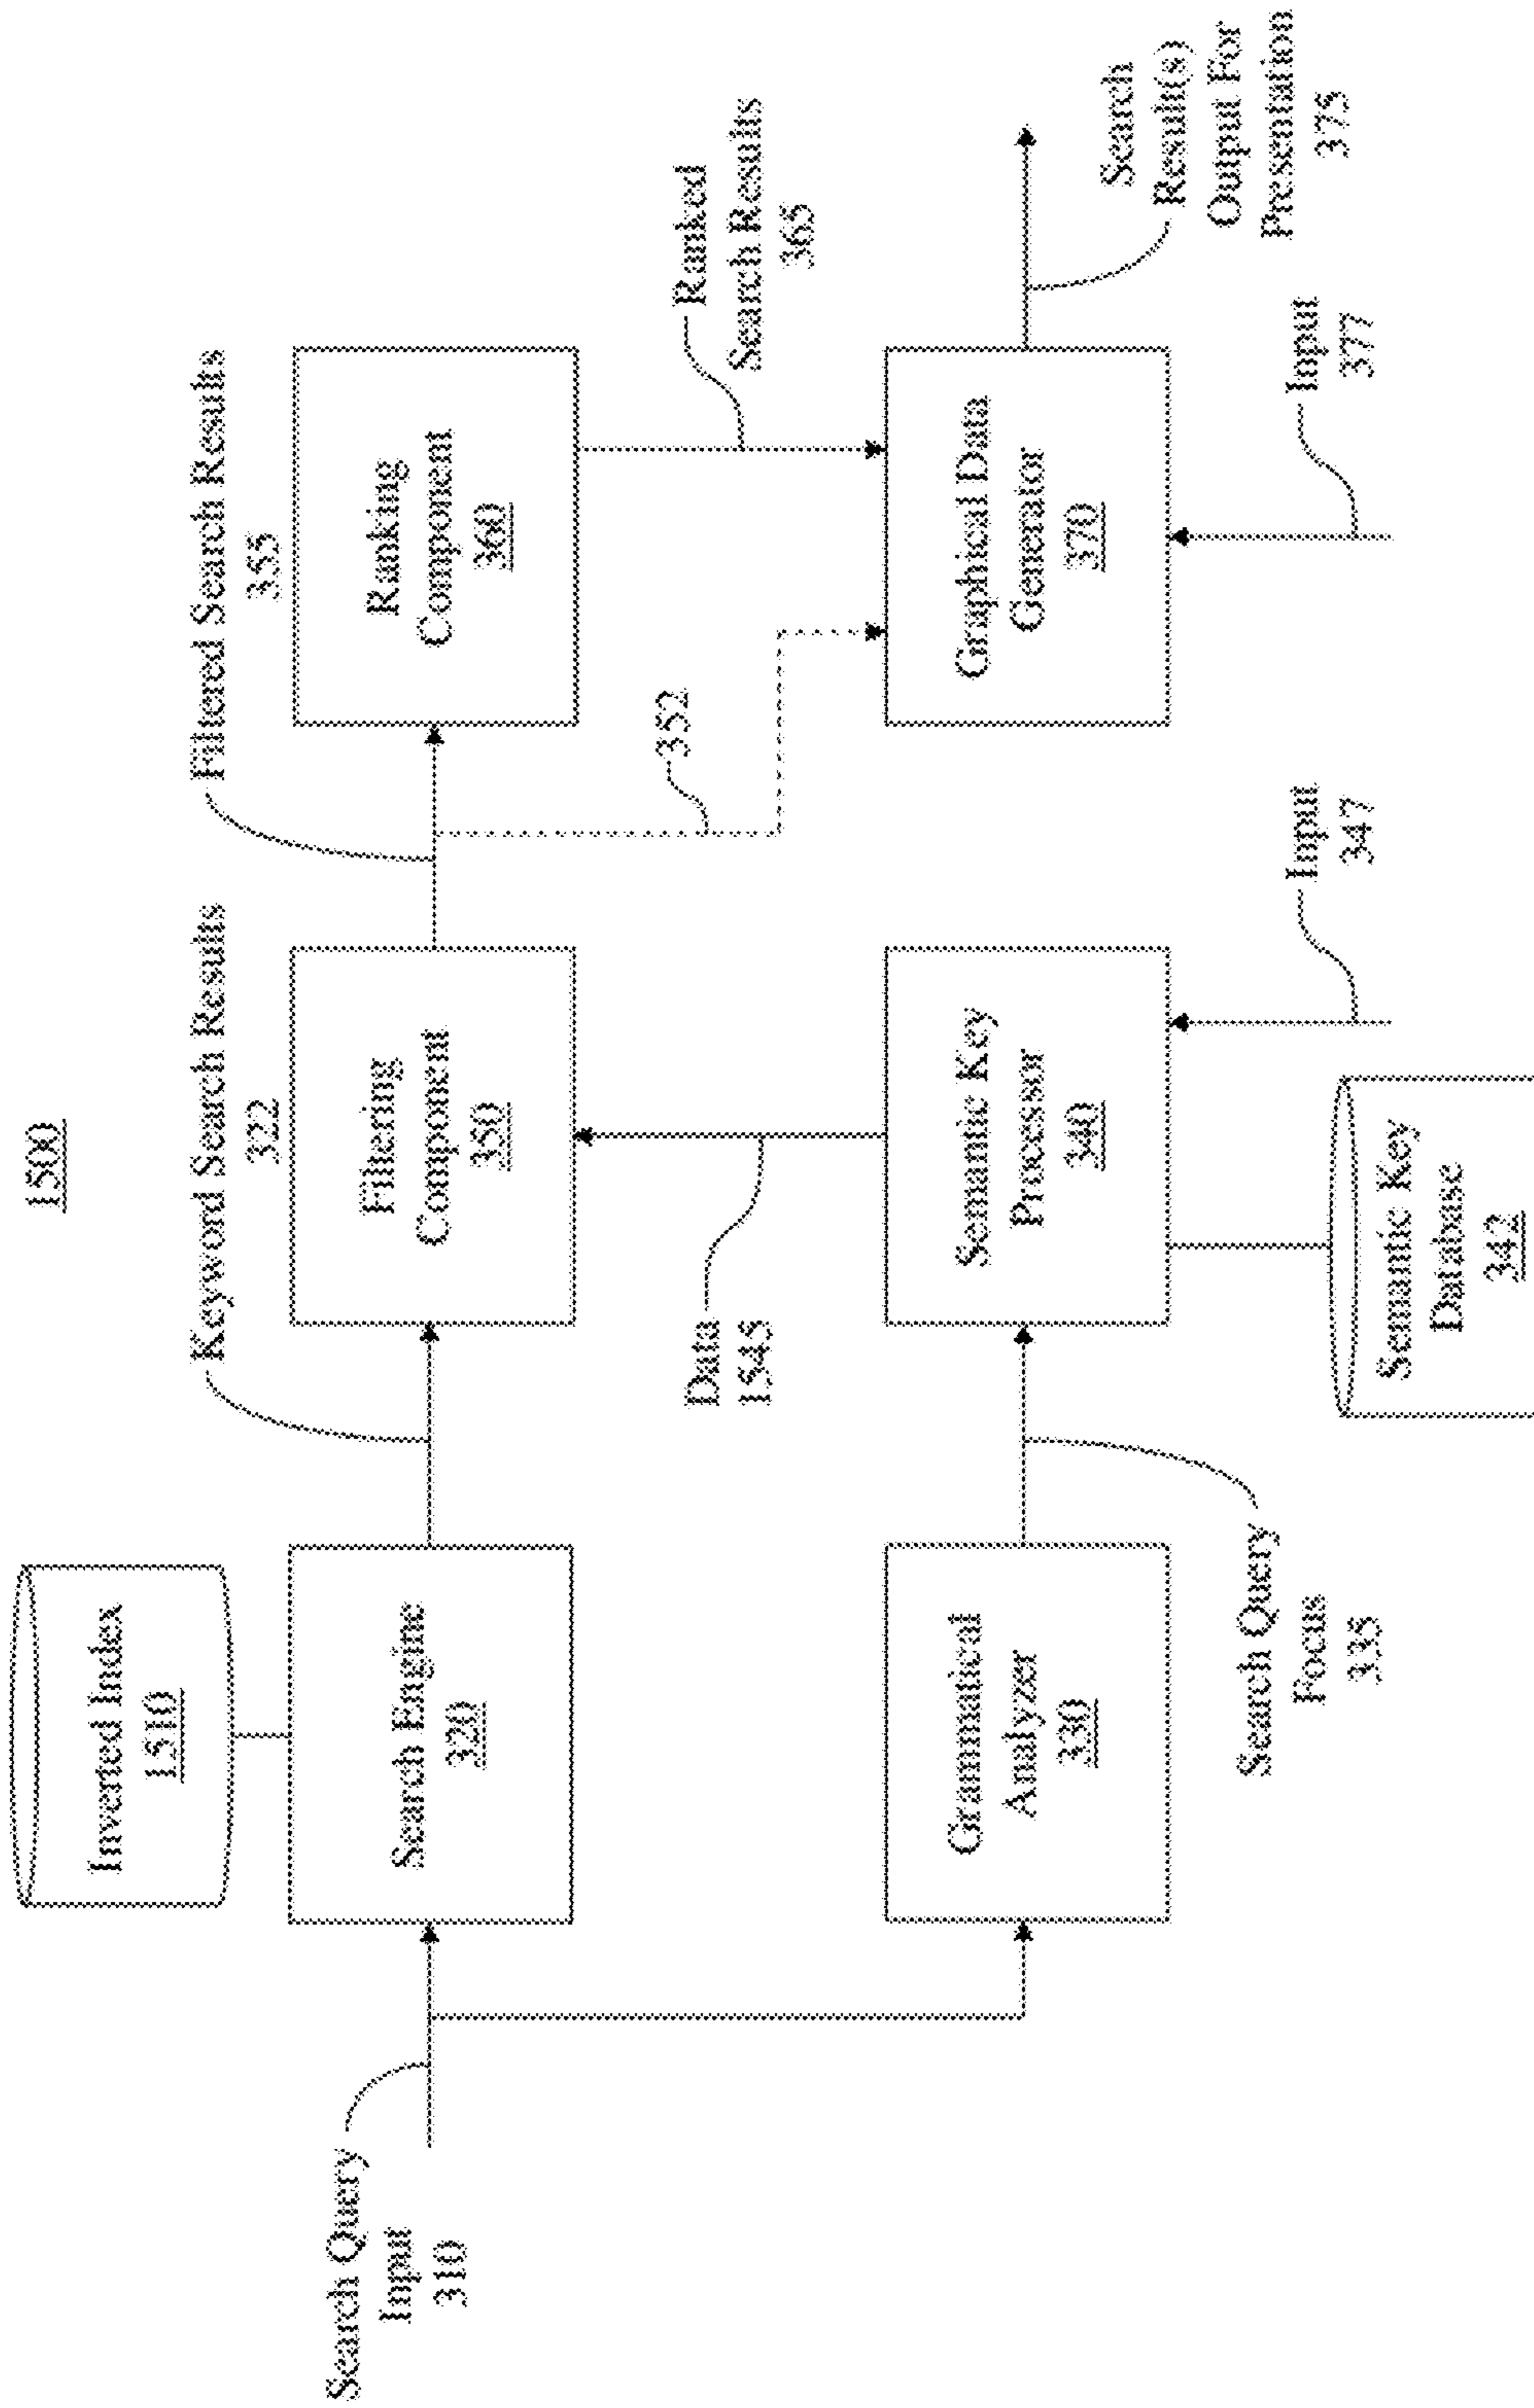 1500
Inverted Index
1510
Search Query
Input
310
Search Engine
320
Keyword Search Results
322
Filtering
Component
350
Filtered Search Results
355
Ranking
Component
360
Data
1545
352
Ranked
Search Results
365
Grammatical
Analyzer
330
Semantic Key
Processor
340
Graphical Data
Generator
370
Search
Result(s)
Output For
Presentation
375
Search Query
Focus
335
Semantic Key
Database
342
Input
347
Input
377